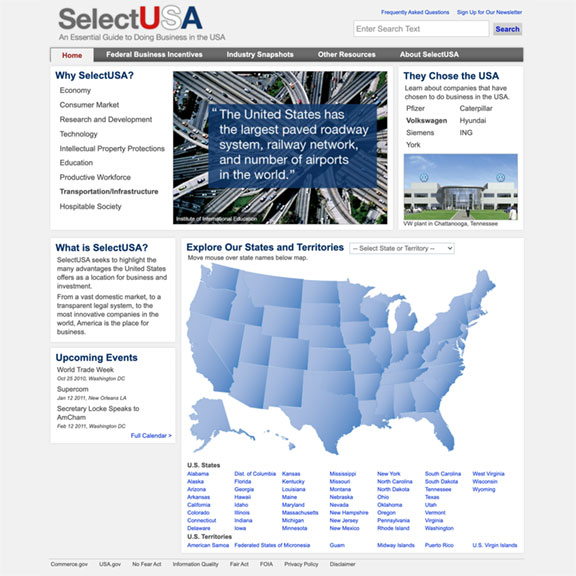 SelectUSA
An Essential Guide to Doing Business in the USA
Frequently Asked Questions   Sign Up for Our Newsletter
Enter Search Text   Search
Home   Federal Business Incentives   Industry Snapshots   Other Resources   About SelectUSA
Why SelectUSA?
Economy
Consumer Market
Research and Development
Technology
Intellectual Property Protections
Education
Productive Workforce
Transportation/Infrastructure
Hospitable Society
“The United States has
the largest paved roadway
system, railway network,
and number of airports
in the world.”
Institute of International Education
They Chose the USA
Learn about companies that have
chosen to do business in the USA.
Pfizer   Caterpillar
Volkswagen   Hyundai
Siemens   ING
York
VW plant in Chattanooga, Tennessee
What is SelectUSA?
SelectUSA seeks to highlight the
many advantages the United States
offers as a location for business and
investment.
From a vast domestic market, to a
transparent legal system, to the
most innovative companies in the
world, America is the place for
business.
Upcoming Events
World Trade Week
Oct 25 2010, Washington DC
Supercom
Jan 12 2011, New Orleans LA
Secretary Locke Speaks to
AmCham
Feb 12 2011, Washington DC
Full Calendar >
Explore Our States and Territories   -- Select State or Territory --
Move mouse over state names below map.
U.S. States
Alabama   Dist. of Columbia   Kansas   Mississippi   New York   South Carolina   West Virginia
Alaska   Florida   Kentucky   Missouri   North Carolina   South Dakota   Wisconsin
Arizona   Georgia   Louisiana   Montana   North Dakota   Tennessee   Wyoming
Arkansas   Hawaii   Maine   Nebraska   Ohio   Texas
California   Idaho   Maryland   Nevada   Oklahoma   Utah
Colorado   Illinois   Massachusetts   New Hampshire   Oregon   Vermont
Connecticut   Indiana   Michigan   New Jersey   Pennsylvania   Virginia
Delaware   Iowa   Minnesota   New Mexico   Rhode Island   Washington
U.S. Territories
American Samoa   Federated States of Micronesia   Guam   Midway Islands   Puerto Rico   U.S. Virgin Islands
Commerce.gov   USA.gov   No Fear Act   Information Quality   Fair Act   FOIA   Privacy Policy   Disclaimer